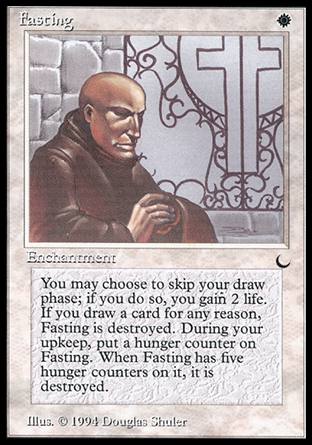 Fasting
Enchantment
You may choose to skip your draw
phase; if you do so, you gain 2 life.
If you draw a card for any reason,
Fasting is destroyed. During your
upkeep, put a hunger counter on
Fasting. When Fasting has five
hunger counters on it, it is
destroyed.
Illus. © 1994 Douglas Shuler